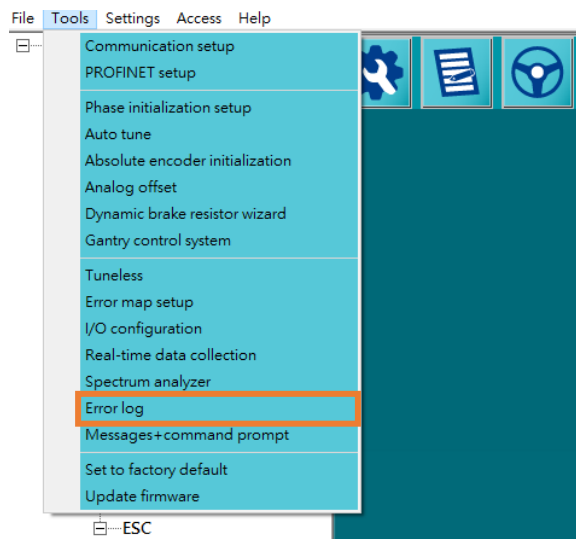 File Tools Settings Access Help
Communication setup
PROFINET setup
Phase initialization setup
Auto tune
Absolute encoder initialization
Analog offset
Dynamic brake resistor wizard
Gantry control system
Tuneless
Error map setup
I/O configuration
Real-time data collection
Spectrum analyzer
Error log
Messages+command prompt
Set to factory default
Update firmware
ESC